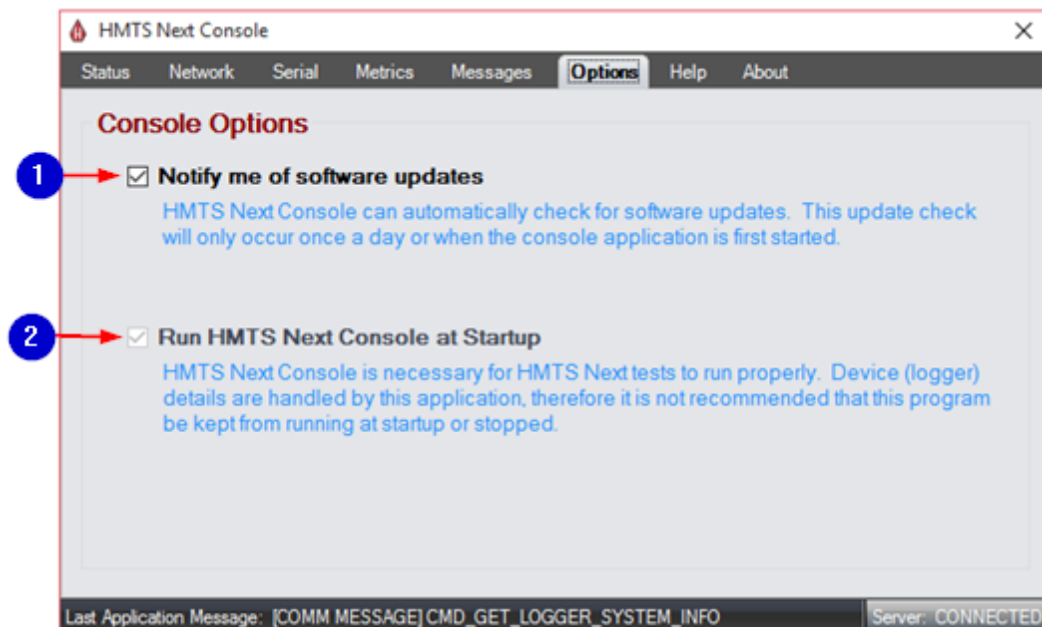 HMTS Next Console
Status Network Serial Metrics Messages Options Help About
Console Options
1 Notify me of software updates
HMTS Next Console can automatically check for software updates. This update check
will only occur once a day or when the console application is first started.
2 Run HMTS Next Console at Startup
HMTS Next Console is necessary for HMTS Next tests to run properly. Device (logger)
details are handled by this application, therefore it is not recommended that this program
be kept from running at startup or stopped.
Last Application Message: [COMM MESSAGE] CMD_GET_LOGGER_SYSTEM_INFO Server: CONNECTED